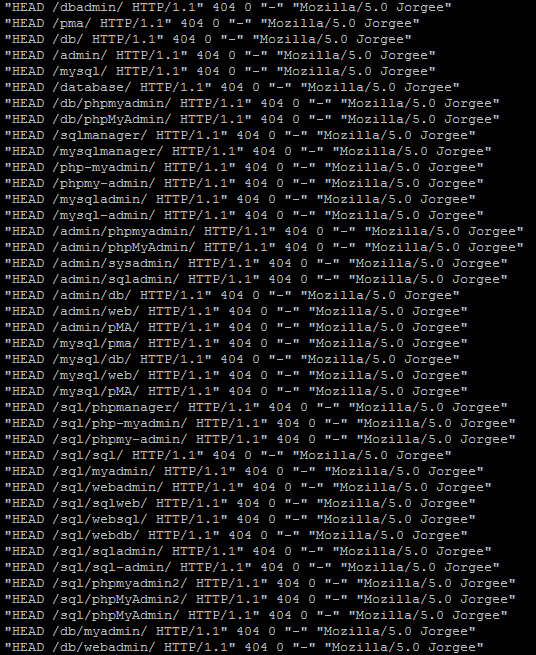 "HEAD /dbadmin/ HTTP/1.1" 404 0 "-" "Mozilla/5.0 Jorgee"
"HEAD /pma/ HTTP/1.1" 404 0 "-" "Mozilla/5.0 Jorgee"
"HEAD /db/ HTTP/1.1" 404 0 "-" "Mozilla/5.0 Jorgee"
"HEAD /admin/ HTTP/1.1" 404 0 "-" "Mozilla/5.0 Jorgee"
"HEAD /mysql/ HTTP/1.1" 404 0 "-" "Mozilla/5.0 Jorgee"
"HEAD /database/ HTTP/1.1" 404 0 "-" "Mozilla/5.0 Jorgee"
"HEAD /db/phpmyadmin/ HTTP/1.1" 404 0 "-" "Mozilla/5.0 Jorgee"
"HEAD /db/phpMyAdmin/ HTTP/1.1" 404 0 "-" "Mozilla/5.0 Jorgee"
"HEAD /sqlmanager/ HTTP/1.1" 404 0 "-" "Mozilla/5.0 Jorgee"
"HEAD /mysqlmanager/ HTTP/1.1" 404 0 "-" "Mozilla/5.0 Jorgee"
"HEAD /php-myadmin/ HTTP/1.1" 404 0 "-" "Mozilla/5.0 Jorgee"
"HEAD /phpmy-admin/ HTTP/1.1" 404 0 "-" "Mozilla/5.0 Jorgee"
"HEAD /mysqladmin/ HTTP/1.1" 404 0 "-" "Mozilla/5.0 Jorgee"
"HEAD /mysql-admin/ HTTP/1.1" 404 0 "-" "Mozilla/5.0 Jorgee"
"HEAD /admin/phpmyadmin/ HTTP/1.1" 404 0 "-" "Mozilla/5.0 Jorgee"
"HEAD /admin/phpMyAdmin/ HTTP/1.1" 404 0 "-" "Mozilla/5.0 Jorgee"
"HEAD /admin/sysadmin/ HTTP/1.1" 404 0 "-" "Mozilla/5.0 Jorgee"
"HEAD /admin/sqladmin/ HTTP/1.1" 404 0 "-" "Mozilla/5.0 Jorgee"
"HEAD /admin/db/ HTTP/1.1" 404 0 "-" "Mozilla/5.0 Jorgee"
"HEAD /admin/web/ HTTP/1.1" 404 0 "-" "Mozilla/5.0 Jorgee"
"HEAD /admin/pMA/ HTTP/1.1" 404 0 "-" "Mozilla/5.0 Jorgee"
"HEAD /mysql/pma/ HTTP/1.1" 404 0 "-" "Mozilla/5.0 Jorgee"
"HEAD /mysql/db/ HTTP/1.1" 404 0 "-" "Mozilla/5.0 Jorgee"
"HEAD /mysql/web/ HTTP/1.1" 404 0 "-" "Mozilla/5.0 Jorgee"
"HEAD /mysql/pMA/ HTTP/1.1" 404 0 "-" "Mozilla/5.0 Jorgee"
"HEAD /sql/phpmanager/ HTTP/1.1" 404 0 "-" "Mozilla/5.0 Jorgee"
"HEAD /sql/php-myadmin/ HTTP/1.1" 404 0 "-" "Mozilla/5.0 Jorgee"
"HEAD /sql/phpmy-admin/ HTTP/1.1" 404 0 "-" "Mozilla/5.0 Jorgee"
"HEAD /sql/sql/ HTTP/1.1" 404 0 "-" "Mozilla/5.0 Jorgee"
"HEAD /sql/myadmin/ HTTP/1.1" 404 0 "-" "Mozilla/5.0 Jorgee"
"HEAD /sql/webadmin/ HTTP/1.1" 404 0 "-" "Mozilla/5.0 Jorgee"
"HEAD /sql/sqlweb/ HTTP/1.1" 404 0 "-" "Mozilla/5.0 Jorgee"
"HEAD /sql/websql/ HTTP/1.1" 404 0 "-" "Mozilla/5.0 Jorgee"
"HEAD /sql/webdb/ HTTP/1.1" 404 0 "-" "Mozilla/5.0 Jorgee"
"HEAD /sql/sqladmin/ HTTP/1.1" 404 0 "-" "Mozilla/5.0 Jorgee"
"HEAD /sql/sql-admin/ HTTP/1.1" 404 0 "-" "Mozilla/5.0 Jorgee"
"HEAD /sql/phpmyadmin2/ HTTP/1.1" 404 0 "-" "Mozilla/5.0 Jorgee"
"HEAD /sql/phpMyAdmin2/ HTTP/1.1" 404 0 "-" "Mozilla/5.0 Jorgee"
"HEAD /sql/phpMyAdmin/ HTTP/1.1" 404 0 "-" "Mozilla/5.0 Jorgee"
"HEAD /db/myadmin/ HTTP/1.1" 404 0 "-" "Mozilla/5.0 Jorgee"
"HEAD /db/webadmin/ HTTP/1.1" 404 0 "-" "Mozilla/5.0 Jorgee"